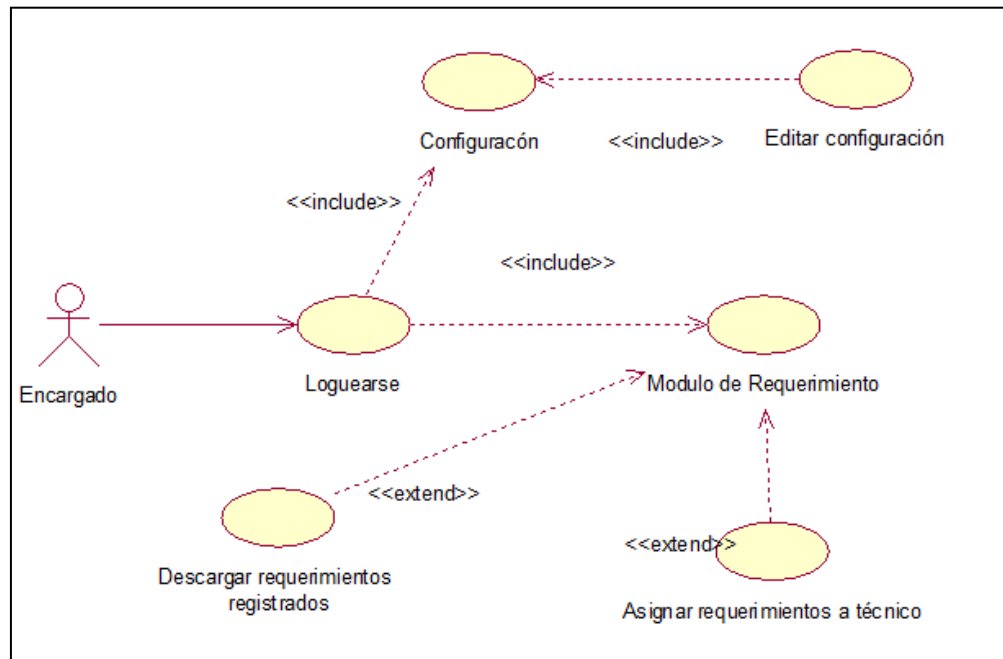 Configuracón
<<include>>
Editar configuración
<<include>>
<<include>>
Encargado
Loguearse
Modulo de Requerimiento
<<extend>>
<<extend>>
Descargar requerimientos
registrados
Asignar requerimientos a técnico